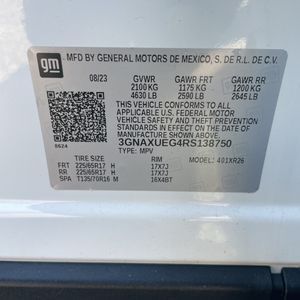 gm
MFD BY GENERAL MOTORS DE MEXICO, S. DE R.L. DE C.V.
08/23 GVWR GAWR FRT GAWR RR
2100 KG 1175 KG 1200 KG
4630 LB 2590 LB 2645 LB
THIS VEHICLE CONFORMS TO ALL APPLICABLE
U.S. FEDERAL MOTOR VEHICLE
SAFETY, BUMPER, AND THEFT PREVENTION
STANDARDS IN EFFECT ON THE DATE OF
MANUFACTURE SHOWN ABOVE.
8624 3GNAXUEG4RS138750
TYPE: MPV
TIRE SIZE RIM MODEL: 401XR26
FRT 225/65R17 H 17X7J
RR 225/65R17 H 17X7J
SPA T135/70R16 M 16X4BT